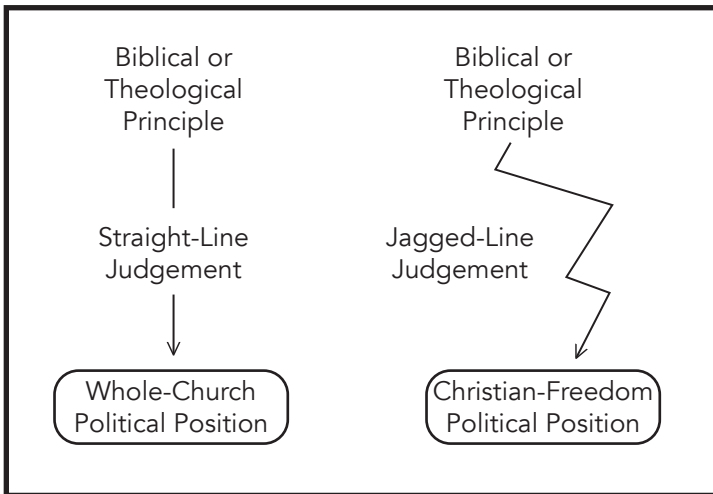 Biblical or
Theological
Principle
Straight-Line
Judgement
Whole-Church
Political Position
Biblical or
Theological
Principle
Jagged-Line
Judgement
Christian-Freedom
Political Position